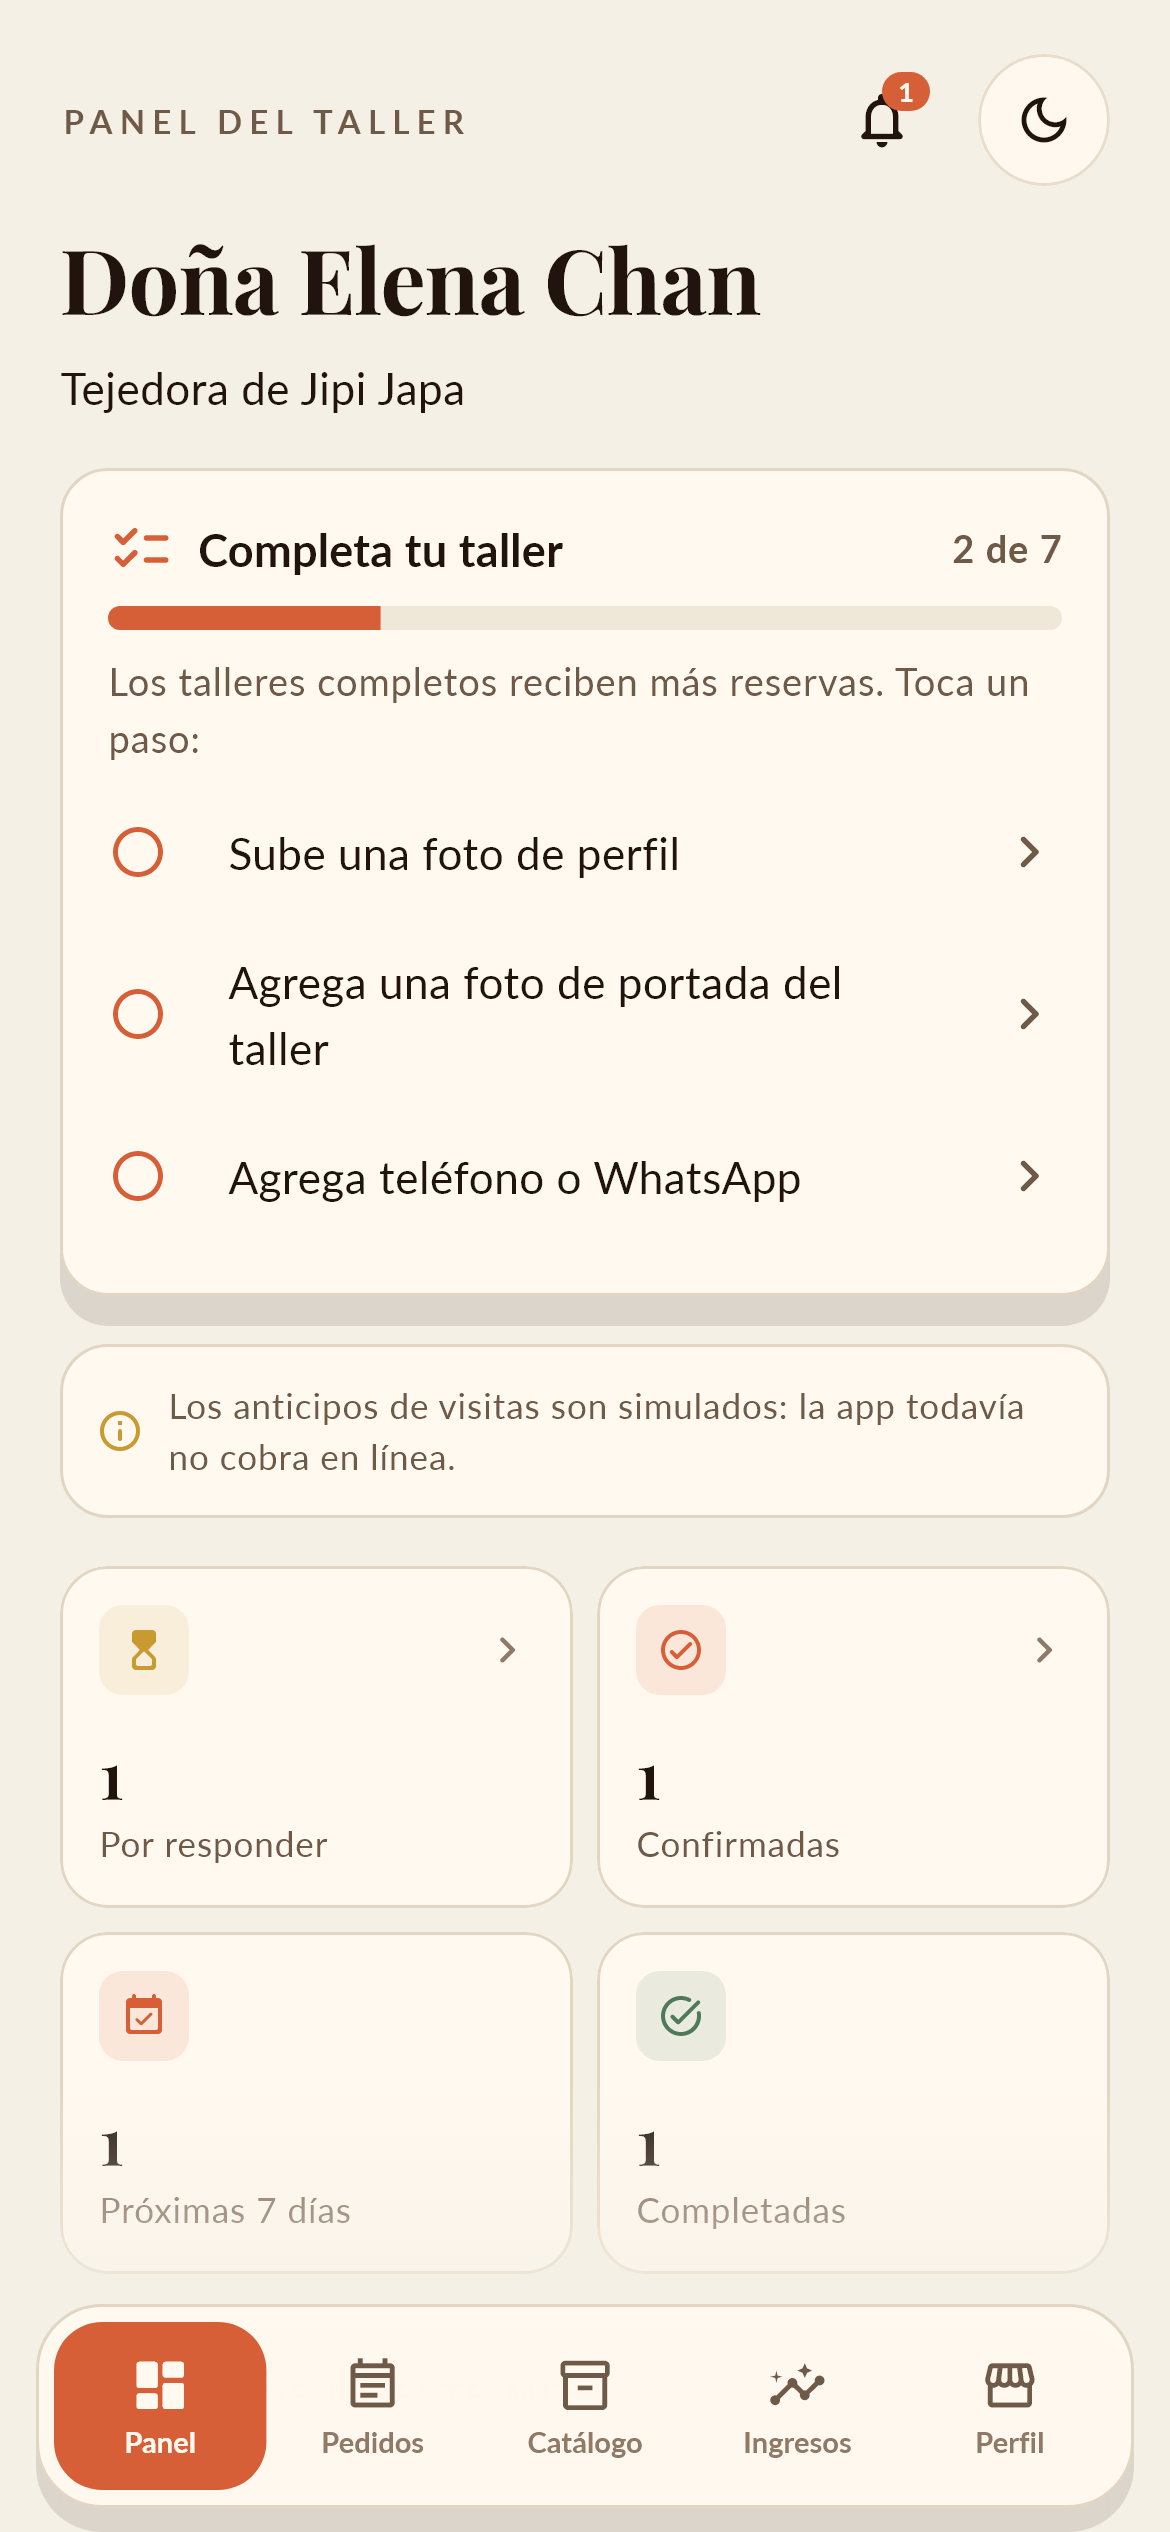 PANEL DEL TALLER
1
Doña Elena Chan
Tejedora de Jipi Japa
Completa tu taller
2 de 7
Los talleres completos reciben más reservas. Toca un
paso:
Sube una foto de perfil
Agrega una foto de portada del
taller
Agrega teléfono o WhatsApp
Los anticipos de visitas son simulados: la app todavía
no cobra en línea.
1
Por responder
1
Confirmadas
1
Próximas 7 días
1
Completadas
Panel
Pedidos
Catálogo
Ingresos
Perfil